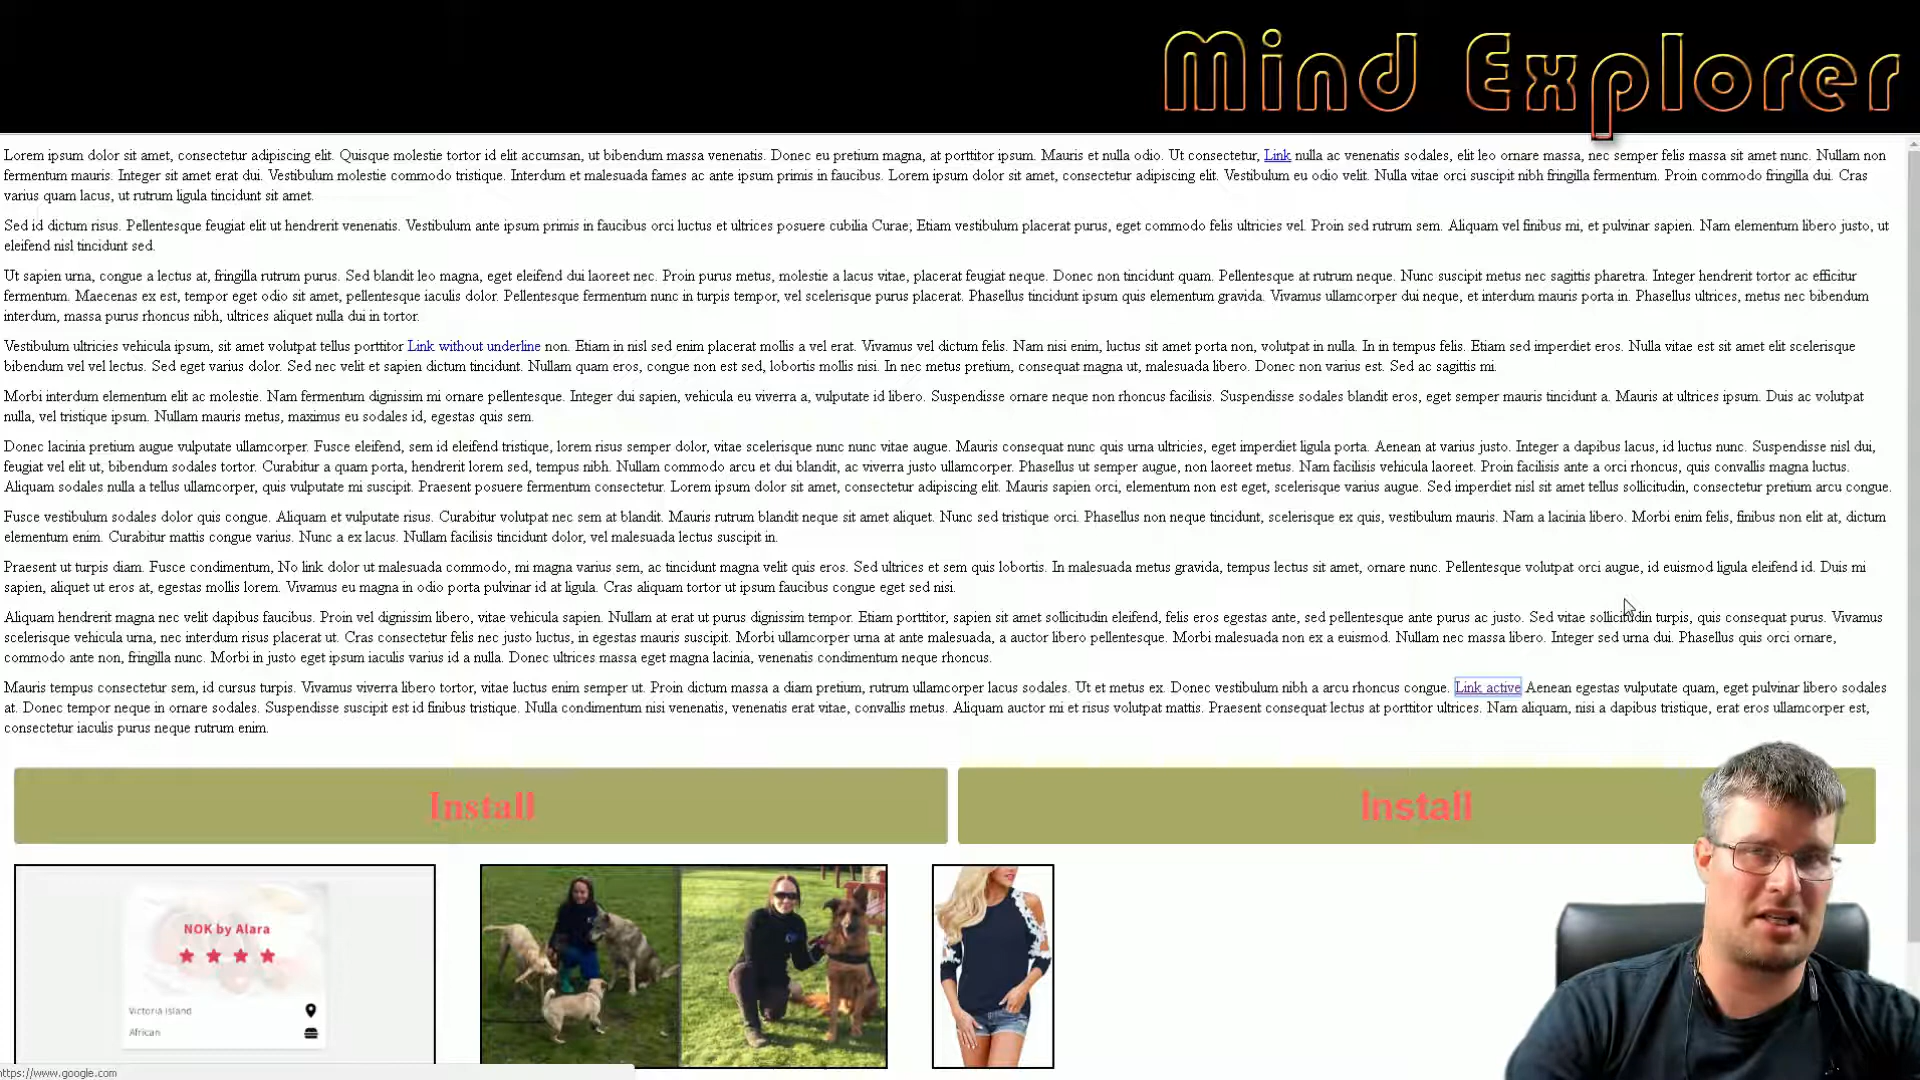 Mind Explorer
Lorem ipsum dolor sit amet, consectetur adipiscing elit. Quisque molestie tortor id elit accumsan, ut bibendum massa venenatis. Donec eu pretium magna, at porttitor ipsum. Mauris et nulla odio. Ut consectetur, Link nulla ac venenatis sodales, elit leo ornare massa, nec semper felis massa sit amet nunc. Nullam non
fermentum mauris. Integer sit amet erat dui. Vestibulum molestie commodo tristique. Interdum et malesuada fames ac ante ipsum primis in faucibus. Lorem ipsum dolor sit amet, consectetur adipiscing elit. Vestibulum eu odio velit. Nulla vitae orci suscipit nibh fringilla fermentum. Proin commodo fringilla dui. Cras
varius quam lacus, ut rutrum ligula tincidunt sit amet.
Sed id dictum risus. Pellentesque feugiat elit ut hendrerit venenatis. Vestibulum ante ipsum primis in faucibus orci luctus et ultrices posuere cubilia Curae; Etiam vestibulum placerat purus, eget commodo felis ultricies vel. Proin sed rutrum sem. Aliquam vel finibus mi, et pulvinar sapien. Nam elementum libero justo, ut
eleifend nisl tincidunt sed.
Ut sapien urna, congue a lectus at, fringilla rutrum purus. Sed blandit leo magna, eget eleifend dui laoreet nec. Proin purus metus, molestie a lacus vitae, placerat feugiat neque. Donec non tincidunt quam. Pellentesque at rutrum neque. Nunc suscipit metus nec sagittis pharetra. Integer hendrerit tortor ac efficitur
fermentum. Maecenas ex est, tempor eget odio sit amet, pellentesque iaculis dolor. Pellentesque fermentum nunc in turpis tempor, vel scelerisque purus placerat. Phasellus tincidunt ipsum quis elementum gravida. Vivamus ullamcorper dui neque, et interdum mauris porta in. Phasellus ultrices, metus nec bibendum
interdum, massa purus rhoncus nibh, ultrices aliquet nulla dui in tortor.
Vestibulum ultricies vehicula ipsum, sit amet volutpat tellus porttitor Link without underline non. Etiam in nisl sed enim placerat mollis a vel erat. Vivamus vel dictum felis. Nam nisi enim, luctus sit amet porta non, volutpat in nulla. In in tempus felis. Etiam sed imperdiet eros. Nulla vitae est sit amet elit scelerisque
bibendum vel vel lectus. Sed eget varius dolor. Sed nec velit et sapien dictum tincidunt. Nullam quam eros, congue non est sed, lobortis mollis nisi. In nec metus pretium, consequat magna ut, malesuada libero. Donec non varius est. Sed ac sagittis mi.
Morbi interdum elementum elit ac molestie. Nam fermentum dignissim mi ornare pellentesque. Integer dui sapien, vehicula eu viverra a, vulputate id libero. Suspendisse ornare neque non rhoncus facilisis. Suspendisse sodales blandit eros, eget semper mauris tincidunt a. Mauris at ultrices ipsum. Duis ac volutpat
nulla, vel tristique ipsum. Nullam mauris metus, maximus eu sodales id, egestas quis sem.
Donec lacinia pretium augue vulputate ullamcorper. Fusce eleifend, sem id eleifend tristique, lorem risus semper dolor, vitae scelerisque nunc nunc vitae augue. Mauris consequat nunc quis urna ultricies, eget imperdiet ligula porta. Aenean at varius justo. Integer a dapibus lacus, id luctus nunc. Suspendisse nisl dui,
feugiat vel elit ut, bibendum sodales tortor. Curabitur a quam porta, hendrerit lorem sed, tempus nibh. Nullam commodo arcu et dui blandit, ac viverra justo ullamcorper. Phasellus ut semper augue, non laoreet metus. Nam facilisis vehicula laoreet. Proin facilisis ante a orci rhoncus, quis convallis magna luctus.
Aliquam sodales nulla a tellus ullamcorper, quis vulputate mi suscipit. Praesent posuere fermentum consectetur. Lorem ipsum dolor sit amet, consectetur adipiscing elit. Mauris sapien orci, elementum non est eget, scelerisque varius augue. Sed imperdiet nisl sit amet tellus sollicitudin, consectetur pretium arcu congue.
Fusce vestibulum sodales dolor quis congue. Aliquam et vulputate risus. Curabitur volutpat nec sem at blandit. Mauris rutrum blandit neque sit amet aliquet. Nunc sed tristique orci. Phasellus non neque tincidunt, scelerisque ex quis, vestibulum mauris. Nam a lacinia libero. Morbi enim felis, finibus non elit at, dictum
elementum enim. Curabitur mattis congue varius. Nunc a ex lacus. Nullam facilisis tincidunt dolor, vel malesuada lectus suscipit in.
Praesent ut turpis diam. Fusce condimentum, No link dolor ut malesuada commodo, mi magna varius sem, ac tincidunt magna velit quis eros. Sed ultrices et sem quis lobortis. In malesuada metus gravida, tempus lectus sit amet, ornare nunc. Pellentesque volutpat orci augue, id euismod ligula eleifend id. Duis mi
sapien, aliquet ut eros at, egestas mollis lorem. Vivamus eu magna in odio porta pulvinar id at ligula. Cras aliquam tortor ut ipsum faucibus congue eget sed nisi.
Aliquam hendrerit magna nec velit dapibus faucibus. Proin vel dignissim libero, vitae vehicula sapien. Nullam at erat ut purus dignissim tempor. Etiam porttitor, sapien sit amet sollicitudin eleifend, felis eros egestas ante, sed pellentesque ante purus ac justo. Sed vitae sollicitudin turpis, quis consequat purus. Vivamus
scelerisque vehicula urna, nec interdum risus placerat ut. Cras consectetur felis nec justo luctus, in egestas mauris suscipit. Morbi ullamcorper urna at ante malesuada, a auctor libero pellentesque. Morbi malesuada non ex a euismod. Nullam nec massa libero. Integer sed urna dui. Phasellus quis orci ornare,
commodo ante non, fringilla nunc. Morbi in justo eget ipsum iaculis varius id a nulla. Donec ultrices massa eget magna lacinia, venenatis condimentum neque rhoncus.
Mauris tempus consectetur sem, id cursus turpis. Vivamus viverra libero tortor, vitae luctus enim semper ut. Proin dictum massa a diam pretium, rutrum ullamcorper lacus sodales. Ut et metus ex. Donec vestibulum nibh a arcu rhoncus congue. Link active Aenean egestas vulputate quam, eget pulvinar libero sodales
at. Donec tempor neque in ornare sodales. Suspendisse suscipit est id finibus tristique. Nulla condimentum nisi venenatis, venenatis erat vitae, convallis metus. Aliquam auctor mi et risus volutpat mattis. Praesent consequat lectus at porttitor ultrices. Nam aliquam, nisi a dapibus tristique, erat eros ullamcorper est,
consectetur iaculis purus neque rutrum enim.
Install
Install
NOK by Alara
Victoria Island
African
https://www.google.com